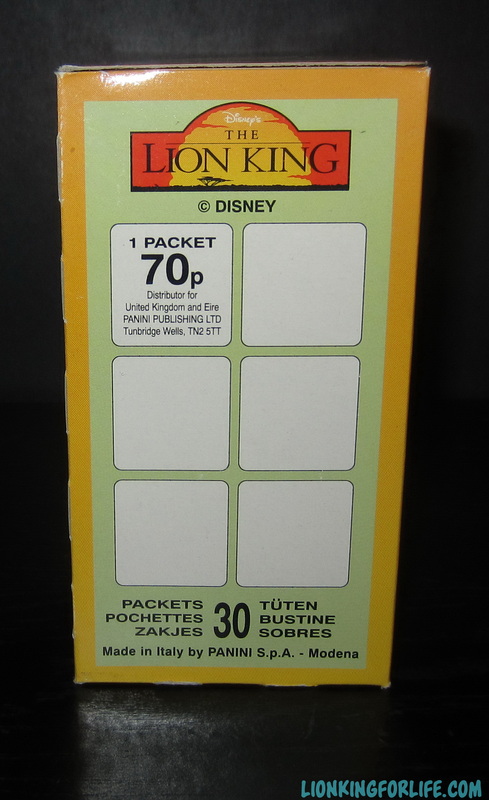 Disney's
THE
LION KING
© DISNEY
1 PACKET
70p
Distributor for
United Kingdom and Eire
PANINI PUBLISHING LTD
Tunbridge Wells, TN2 5TT
PACKETS
POCHETTES
ZAKJES
30
TÜTEN
BUSTINE
SOBRES
Made in Italy by PANINI S.p.A. - Modena
LIONKINGFORLIFE.COM